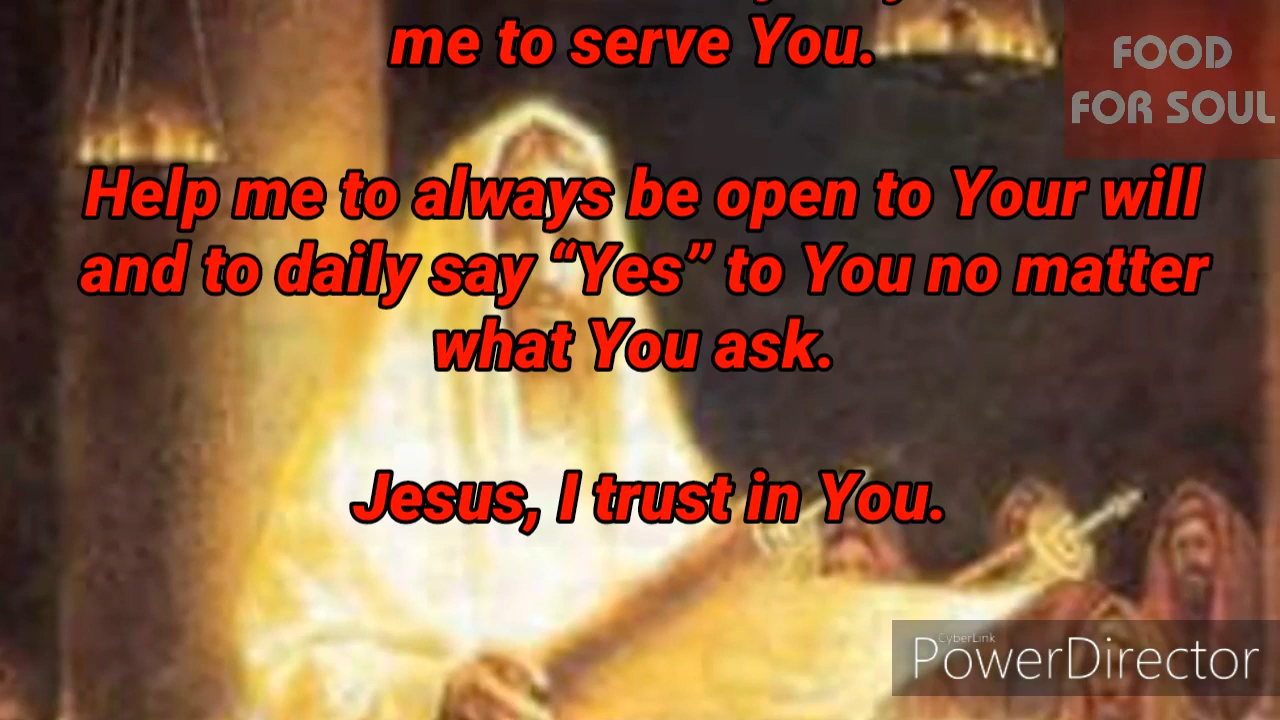 me to serve You.
FOOD
FOR SOUL
Help me to always be open to Your will
and to daily say “Yes” to You no matter
what You ask.
Jesus, I trust in You.
CyberLink
PowerDirector